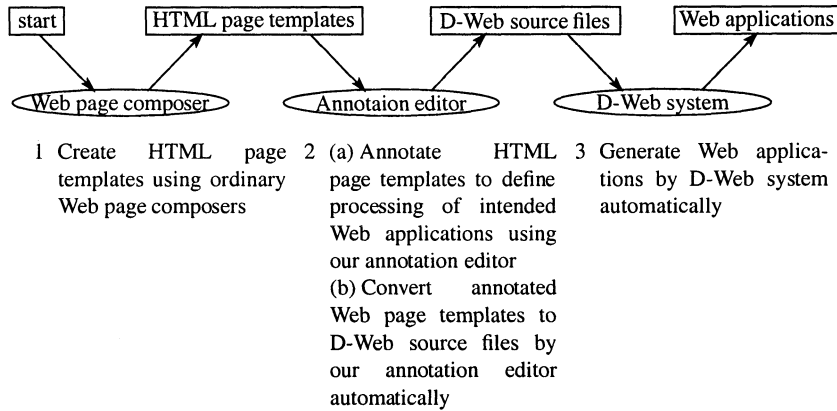 start
HTML page templates
D-Web source files
Web applications
Web page composer
Annotaion editor
D-Web system
1 Create HTML page
templates using ordinary
Web page composers
2 (a) Annotate HTML
page templates to define
processing of intended
Web applications using
our annotation editor
(b) Convert annotated
Web page templates to
D-Web source files by
our annotation editor
automatically
3 Generate Web applica-
tions by D-Web system
automatically